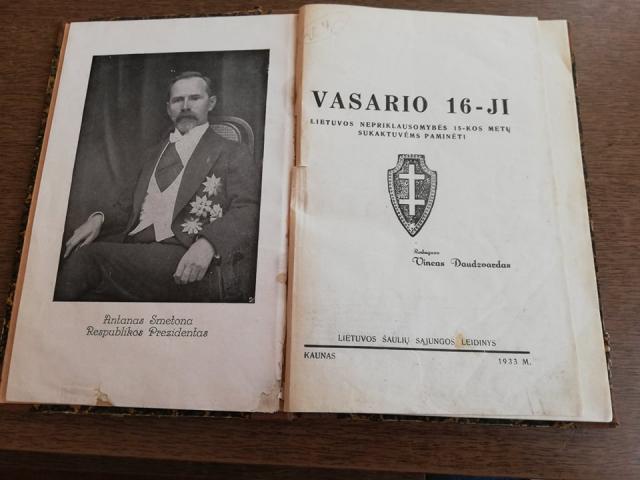 Antanas Smetona
Respublikos Prezidentas
VASARIO 16-JI
LIETUVOS NEPRIKLAUSOMYBĖS 15-KOS METŲ
SUKAKTUVĖMS PAMINĖTI
Redagavo
Vincas Daudzvardas
LIETUVOS ŠAULIŲ SĄJUNGOS LEIDINYS
KAUNAS 1933 M.